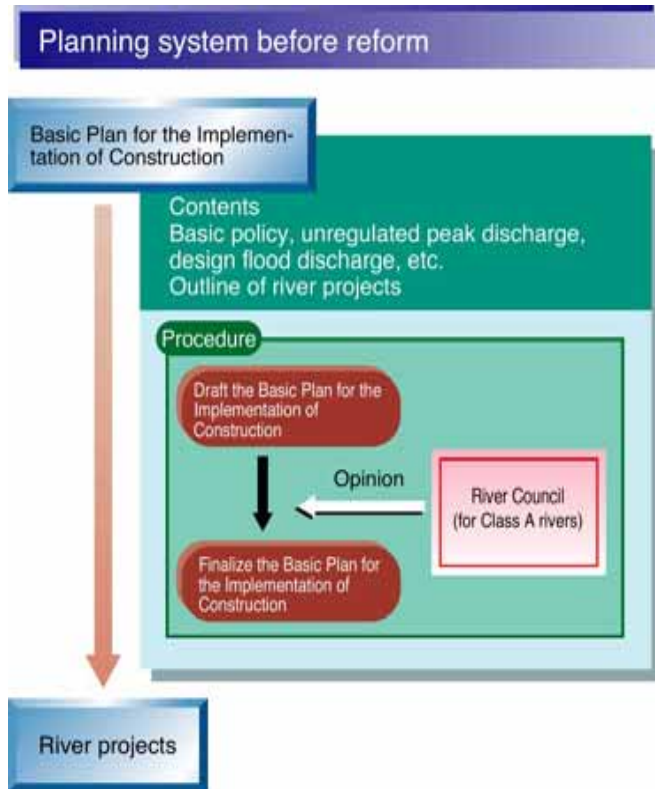 Planning system before reform
Basic Plan for the Implemen-
tation of Construction
Contents
Basic policy, unregulated peak discharge,
design flood discharge, etc.
Outline of river projects
Procedure
Draft the Basic Plan for the
Implementation of
Construction
Opinion
River Council
(for Class A rivers)
Finalize the Basic Plan for
the Implementation of
Construction
River projects